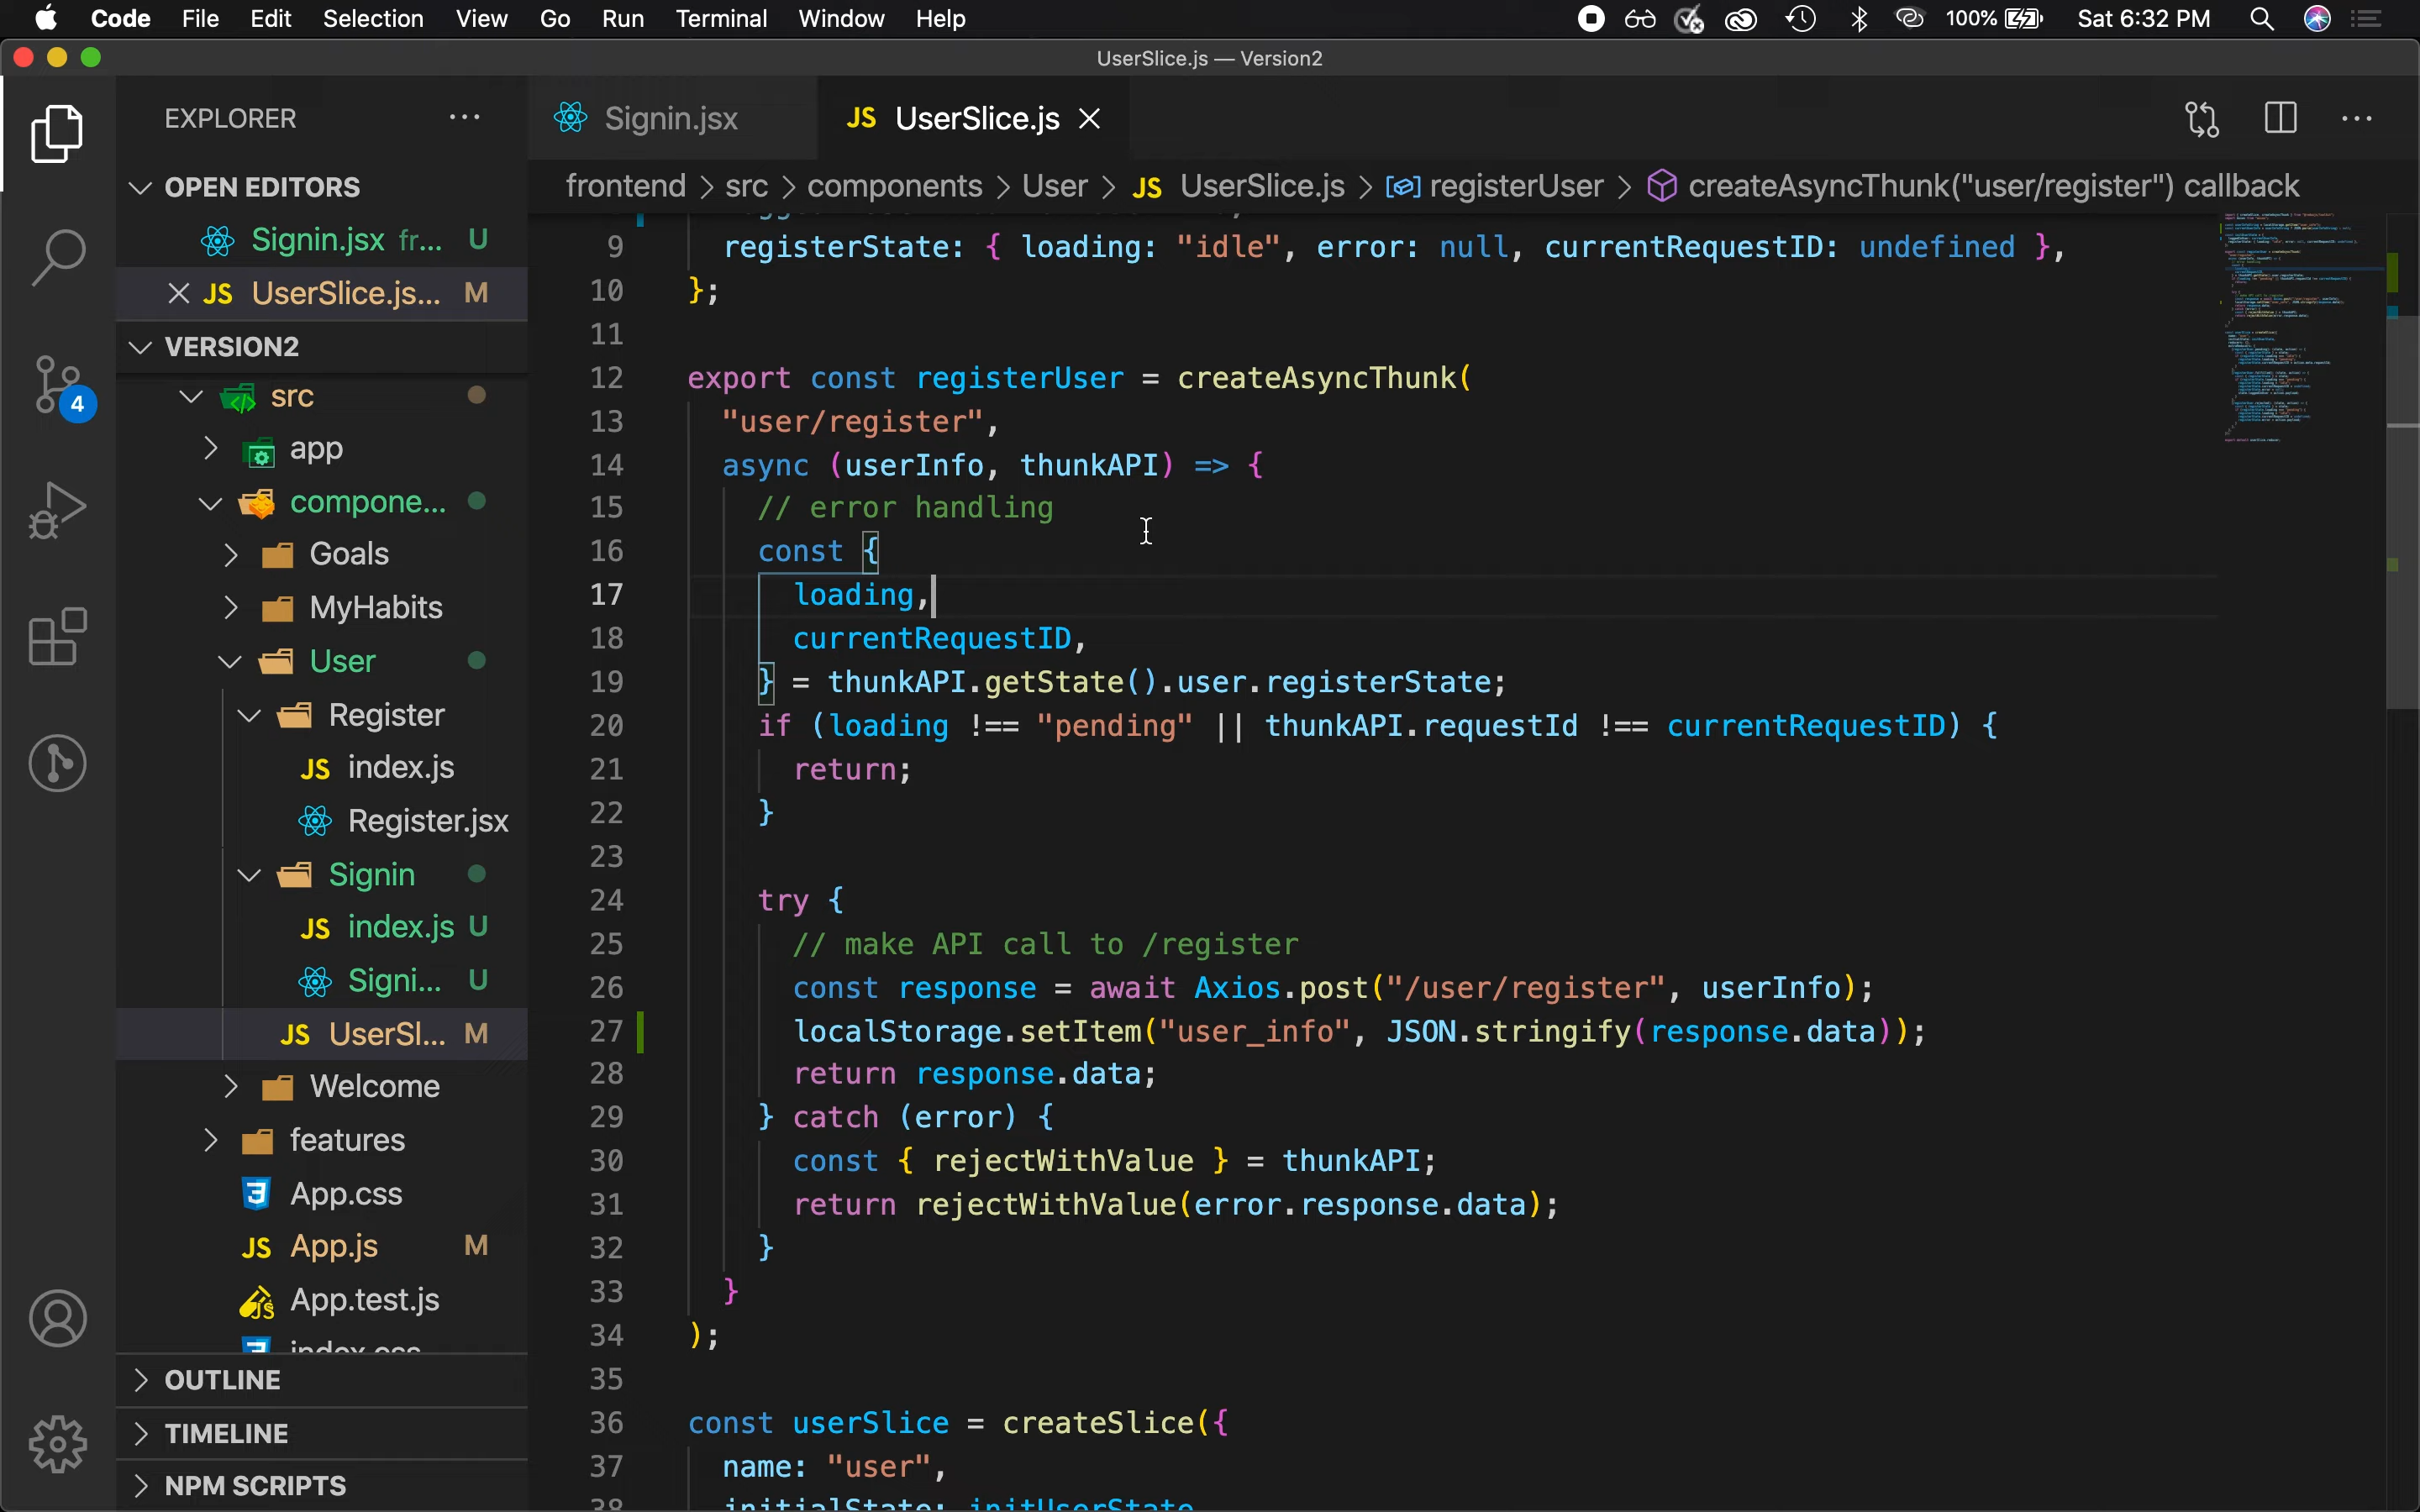 Code File Edit Selection View Go Run Terminal Window Help 100% Sat 6:32 PM
UserSlice.js — Version2
EXPLORER
OPEN EDITORS
Signin.jsx fr... U
JS UserSlice.js... M
VERSION2
src
app
compone...
Goals
MyHabits
User
Register
JS index.js
Register.jsx
Signin
JS index.js U
Signi... U
JS UserSl... M
Welcome
features
App.css
JS App.js M
App.test.js
index.css
OUTLINE
TIMELINE
NPM SCRIPTS
4
Signin.jsx
JS UserSlice.js
frontend > src > components > User > JS UserSlice.js > registerUser > createAsyncThunk("user/register") callback
9 registerState: { loading: "idle", error: null, currentRequestID: undefined },
10 };
11
12 export const registerUser = createAsyncThunk(
13 "user/register",
14 async (userInfo, thunkAPI) => {
15 // error handling
16 const {
17 loading,
18 currentRequestID,
19 } = thunkAPI.getState().user.registerState;
20 if (loading !== "pending" || thunkAPI.requestId !== currentRequestID) {
21 return;
22 }
23
24 try {
25 // make API call to /register
26 const response = await Axios.post("/user/register", userInfo);
27 localStorage.setItem("user_info", JSON.stringify(response.data));
28 return response.data;
29 } catch (error) {
30 const { rejectWithValue } = thunkAPI;
31 return rejectWithValue(error.response.data);
32 }
33 }
34 );
35
36 const userSlice = createSlice({
37 name: "user",
38 initialState: initUserState